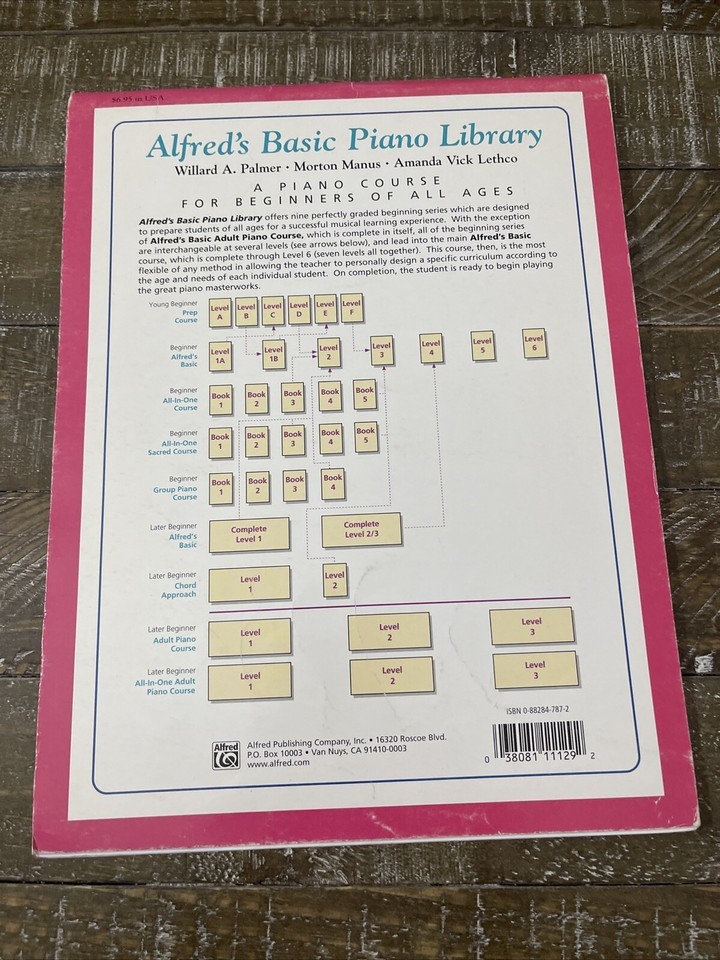 $6.95 in USA
Alfred's Basic Piano Library
Willard A. Palmer • Morton Manus • Amanda Vick Lethco
A PIANO COURSE
FOR BEGINNERS OF ALL AGES
Alfred's Basic Piano Library offers nine perfectly graded beginning series which are designed
to prepare students of all ages for a successful musical learning experience. With the exception
of Alfred's Basic Adult Piano Course, which is complete in itself, all of the beginning series
are interchangeable at several levels (see arrows below), and lead into the main Alfred's Basic
course, which is complete through Level 6 (seven levels all together). This course, then, is the most
flexible of any method in allowing the teacher to personally design a specific curriculum according to
the age and needs of each individual student. On completion, the student is ready to begin playing
the great piano masterworks.
Young Beginner
Prep
Course
Level
A
Level
B
Level
C
Level
D
Level
E
Level
F
Beginner
Alfred's
Basic
Level
1A
Level
1B
Level
2
Level
3
Level
4
Level
5
Level
6
Beginner
All-In-One
Course
Book
1
Book
2
Book
3
Book
4
Book
5
Beginner
All-In-One
Sacred Course
Book
1
Book
2
Book
3
Book
4
Book
5
Beginner
Group Piano
Course
Book
1
Book
2
Book
3
Book
4
Later Beginner
Alfred's
Basic
Complete
Level 1
Complete
Level 2/3
Later Beginner
Chord
Approach
Level
1
Level
2
Later Beginner
Adult Piano
Course
Level
1
Level
2
Level
3
Later Beginner
All-In-One Adult
Piano Course
Level
1
Level
2
Level
3
ISBN 0-88284-787-2
Alfred
Alfred Publishing Company, Inc. • 16320 Roscoe Blvd.
P.O. Box 10003 • Van Nuys, CA 91410-0003
www.alfred.com
0 38081 11129 2